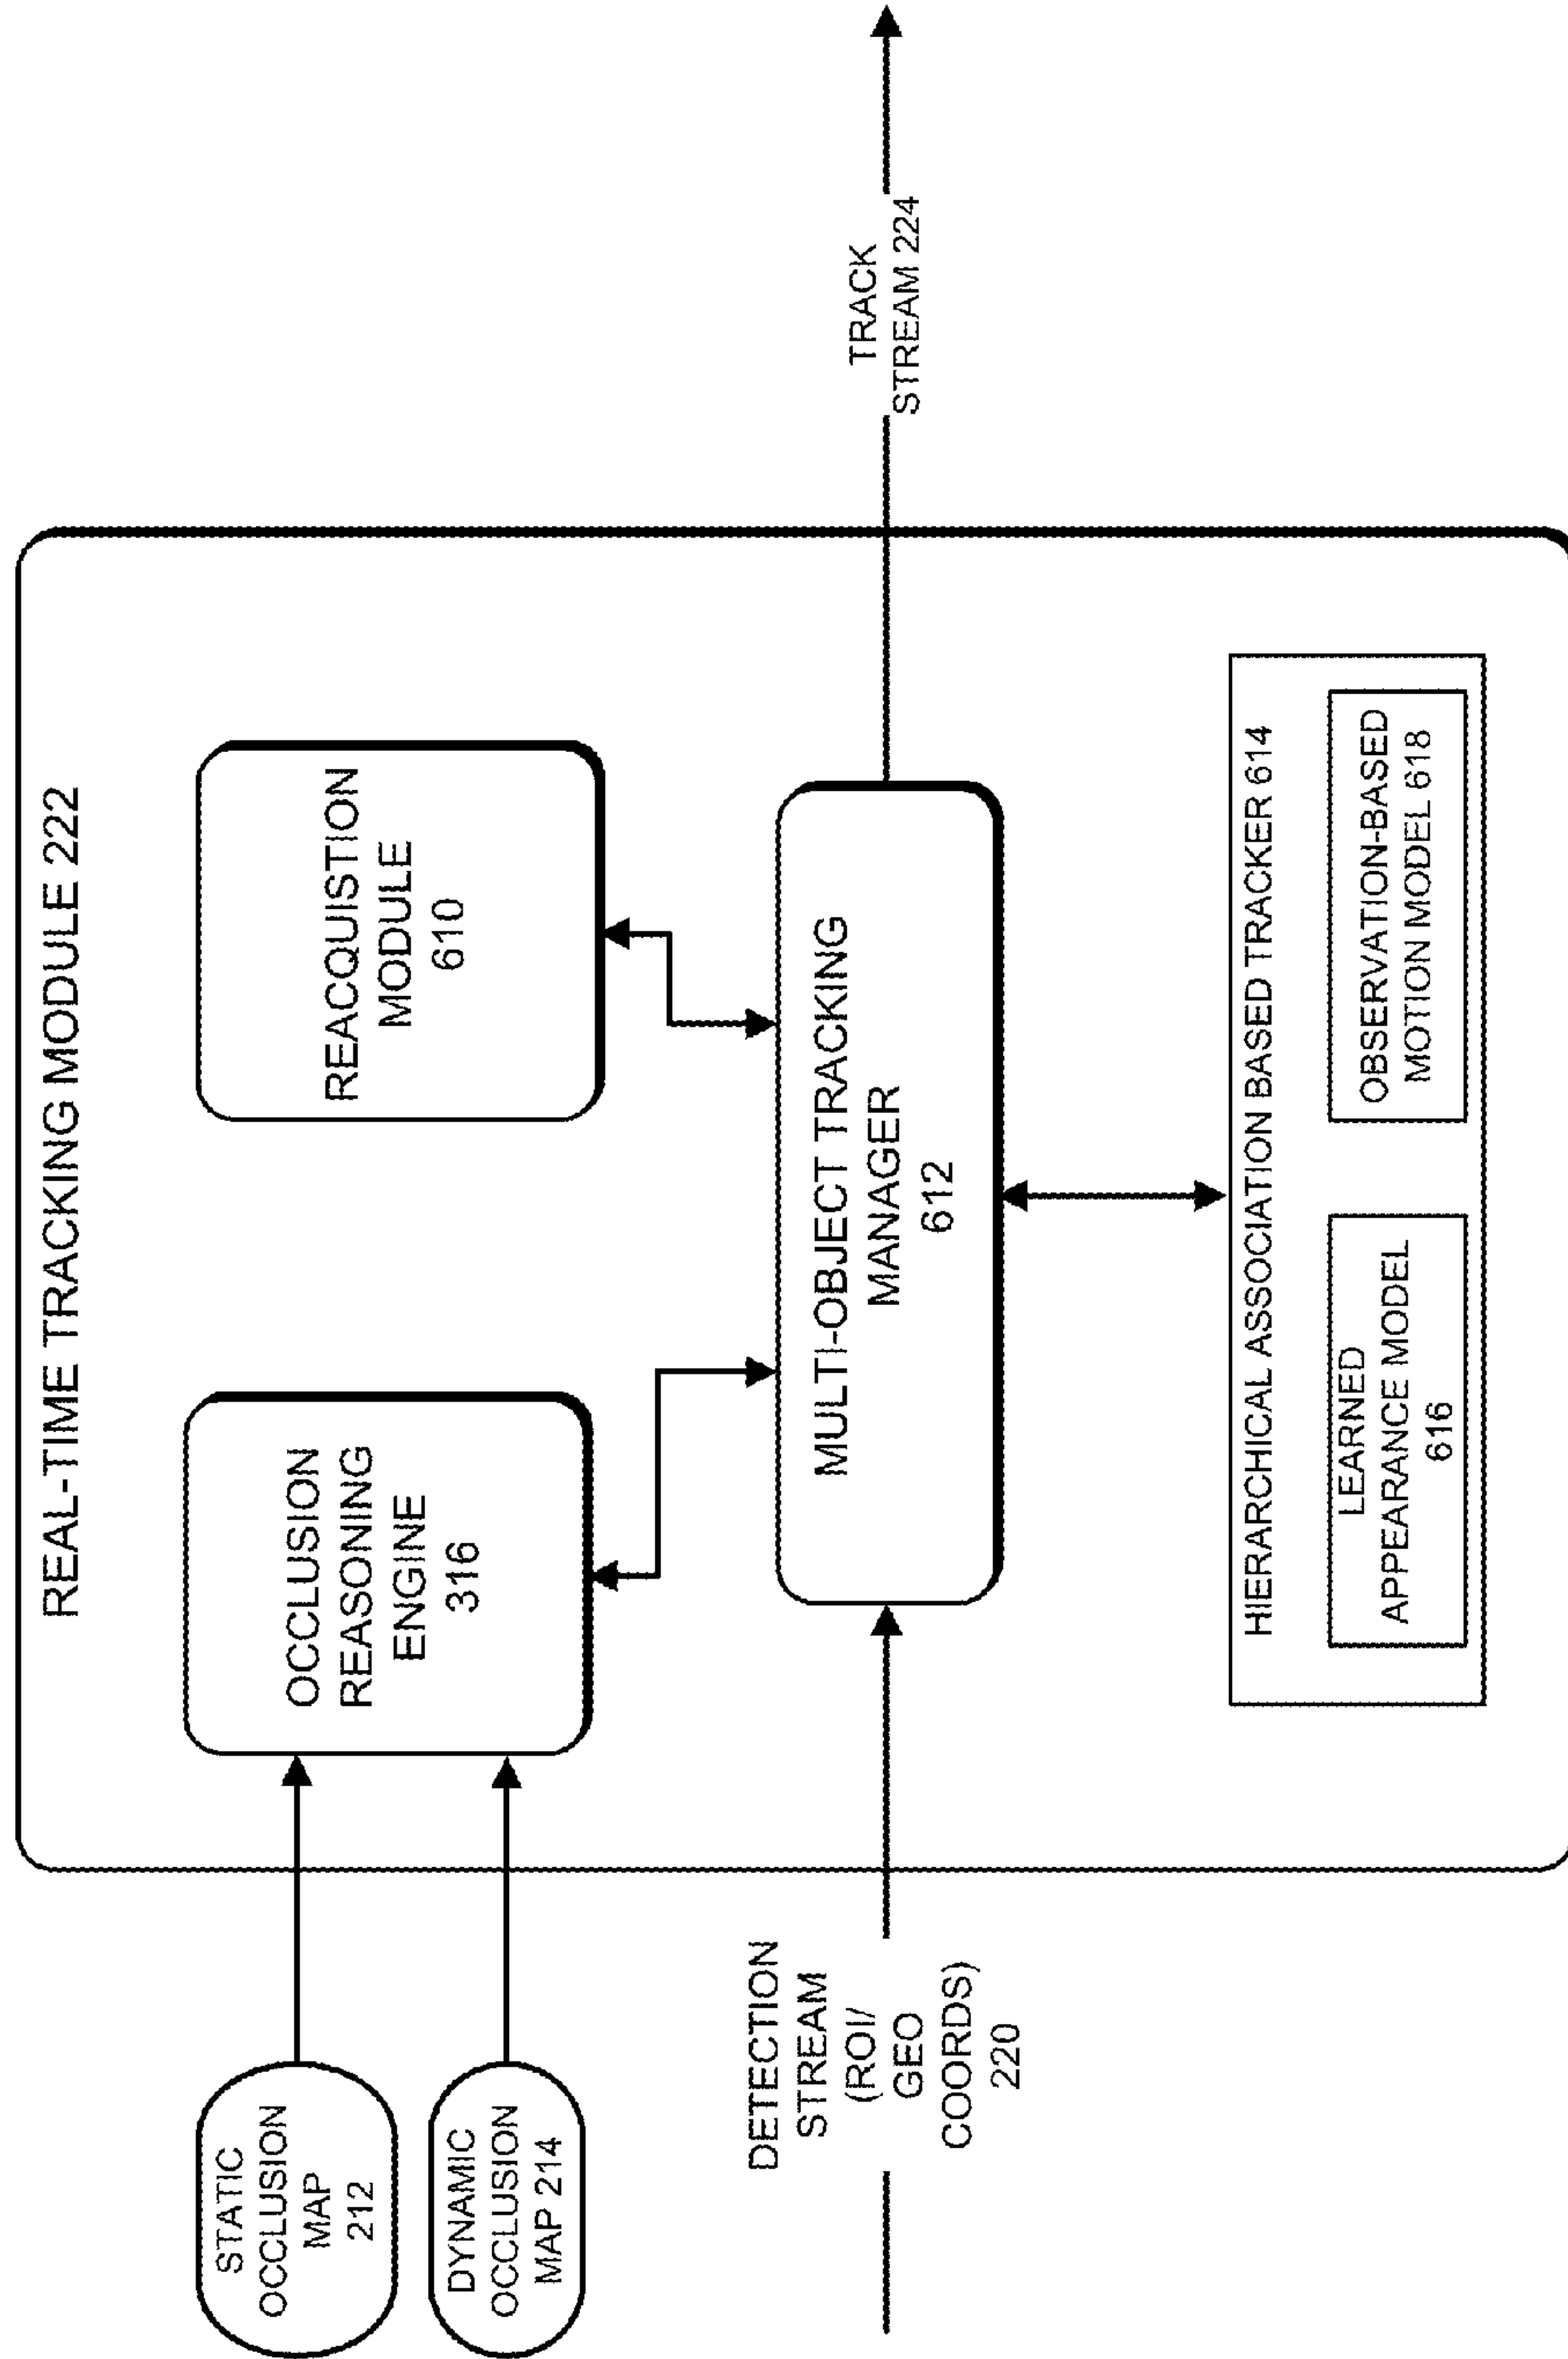 REAL-TIME TRACKING MODULE 222
STATIC
OCCLUSION
MAP
212
DYNAMIC
OCCLUSION
MAP 214
OCCLUSION
REASONING
ENGINE
316
REACQUISTION
MODULE
610
DETECTION
STREAM
(ROI/
GEO
COORDS)
220
MULTI-OBJECT TRACKING
MANAGER
612
TRACK
STREAM 224
HIERARCHICAL ASSOCIATION BASED TRACKER 614
LEARNED
APPEARANCE MODEL
616
OBSERVATION-BASED
MOTION MODEL 618